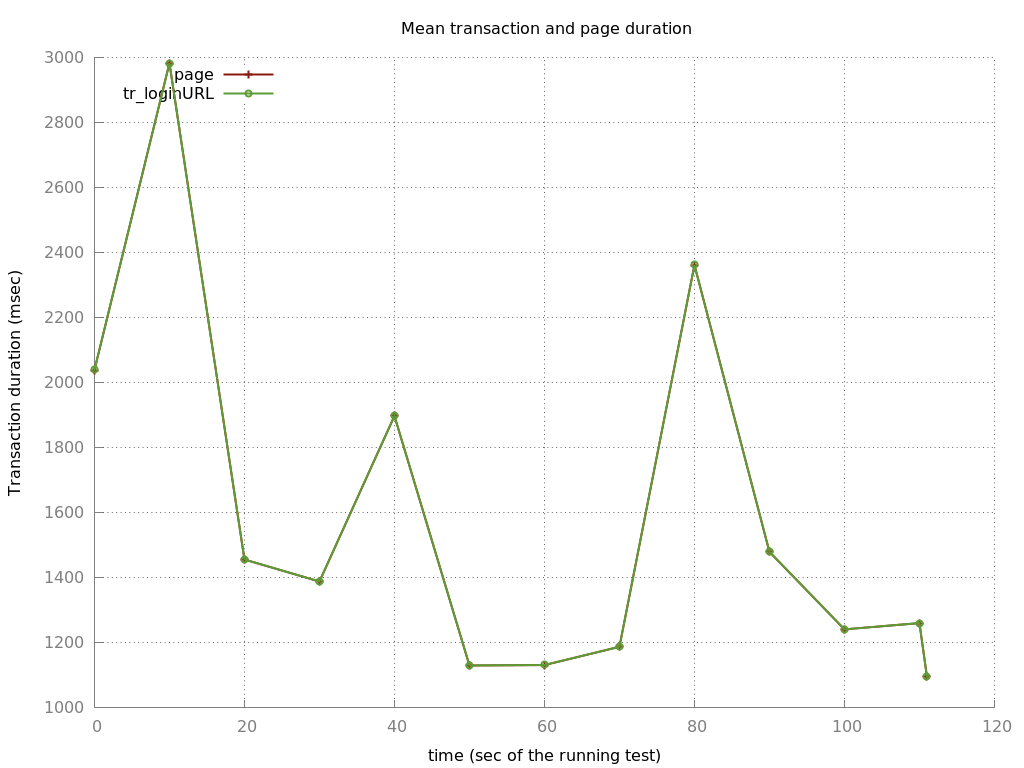 Mean transaction and page duration
3000
page
tr_loginURL
2800
2600
2400
2200
2000
1800
1600
1400
1200
1000
Transaction duration (msec)
0 20 40 60 80 100 120
time (sec of the running test)